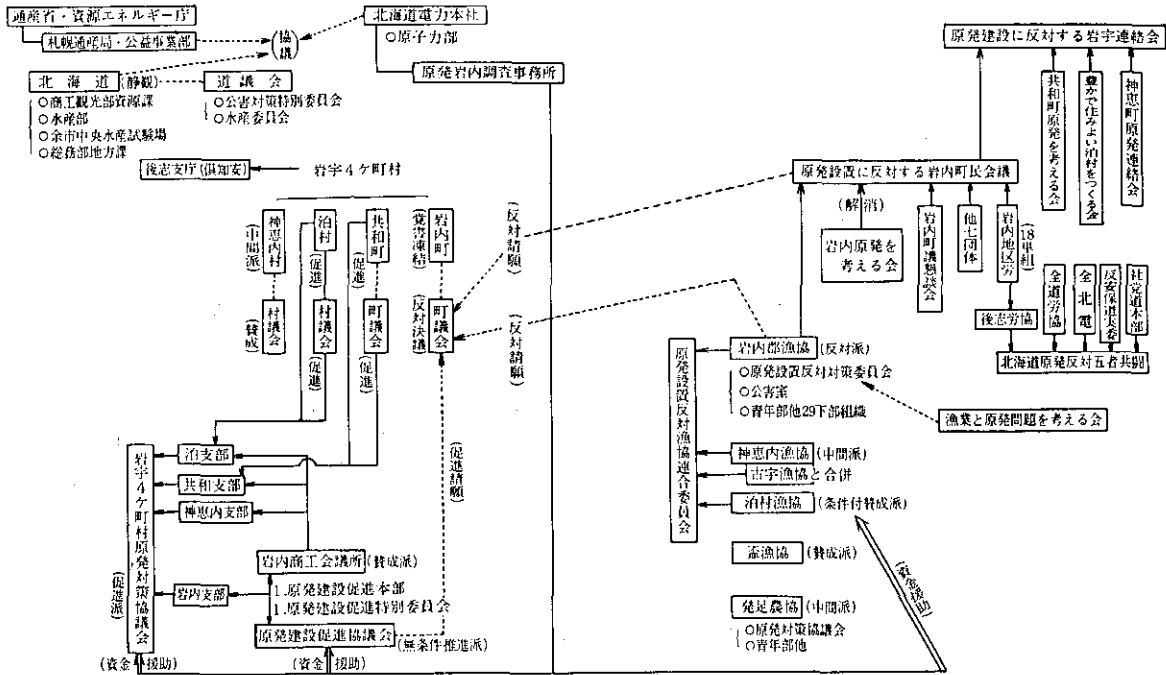 通産省・資源エネルギー庁
札幌通産局・公益事業部
(協議)
北海道電力本社
○原子力部
原発岩内調査事務所
北海道
(静観)
道議会
○商工観光部資源課
○水産部
○余市中央水産試験場
○総務部地方課
○公害対策特別委員会
○水産委員会
後志支庁(倶知安)
岩宇4ケ町村
神恵内村
(中間派)
泊村
(促進)
共和町
(促進)
岩内町
(覚書凍結)
村議会
(賛成)
村議会
(促進)
町議会
(促進)
町議会
(反対決議)
(反対請願)
(反対請願)
(促進請願)
岩宇4ケ町村原発対策協議会
(促進派)
泊支部
共和支部
神恵内支部
岩内支部
岩内商工会議所
(賛成派)
1.原発建設促進本部
1.原発建設促進特別委員会
原発建設促進協議会
(無条件推進派)
(資金援助)
(資金援助)
原発建設に反対する岩宇連絡会
共和町原発を考える会
豊かで住みよい泊村をつくる会
神恵町原発連絡会
原発設置に反対する岩内町民会議
(解消)
岩内原発を
考える会
岩内町議懇談会
他七団体
岩内地区労
(18単組)
後志労協
全道労協
全北電
反安保道実委
社党道本部
北海道原発反対五者共闘
原発設置反対漁協連合委員会
岩内郡漁協
(反対派)
○原発設置反対対策委員会
○公害室
○青年部他29下部組織
漁業と原発問題を考える会
神恵内漁協
(中間派)
古宇漁協と合併
泊村漁協
(条件付賛成派)
盃漁協
(賛成派)
発足農協
(中間派)
○原発対策協議会
○青年部他
(資金援助)